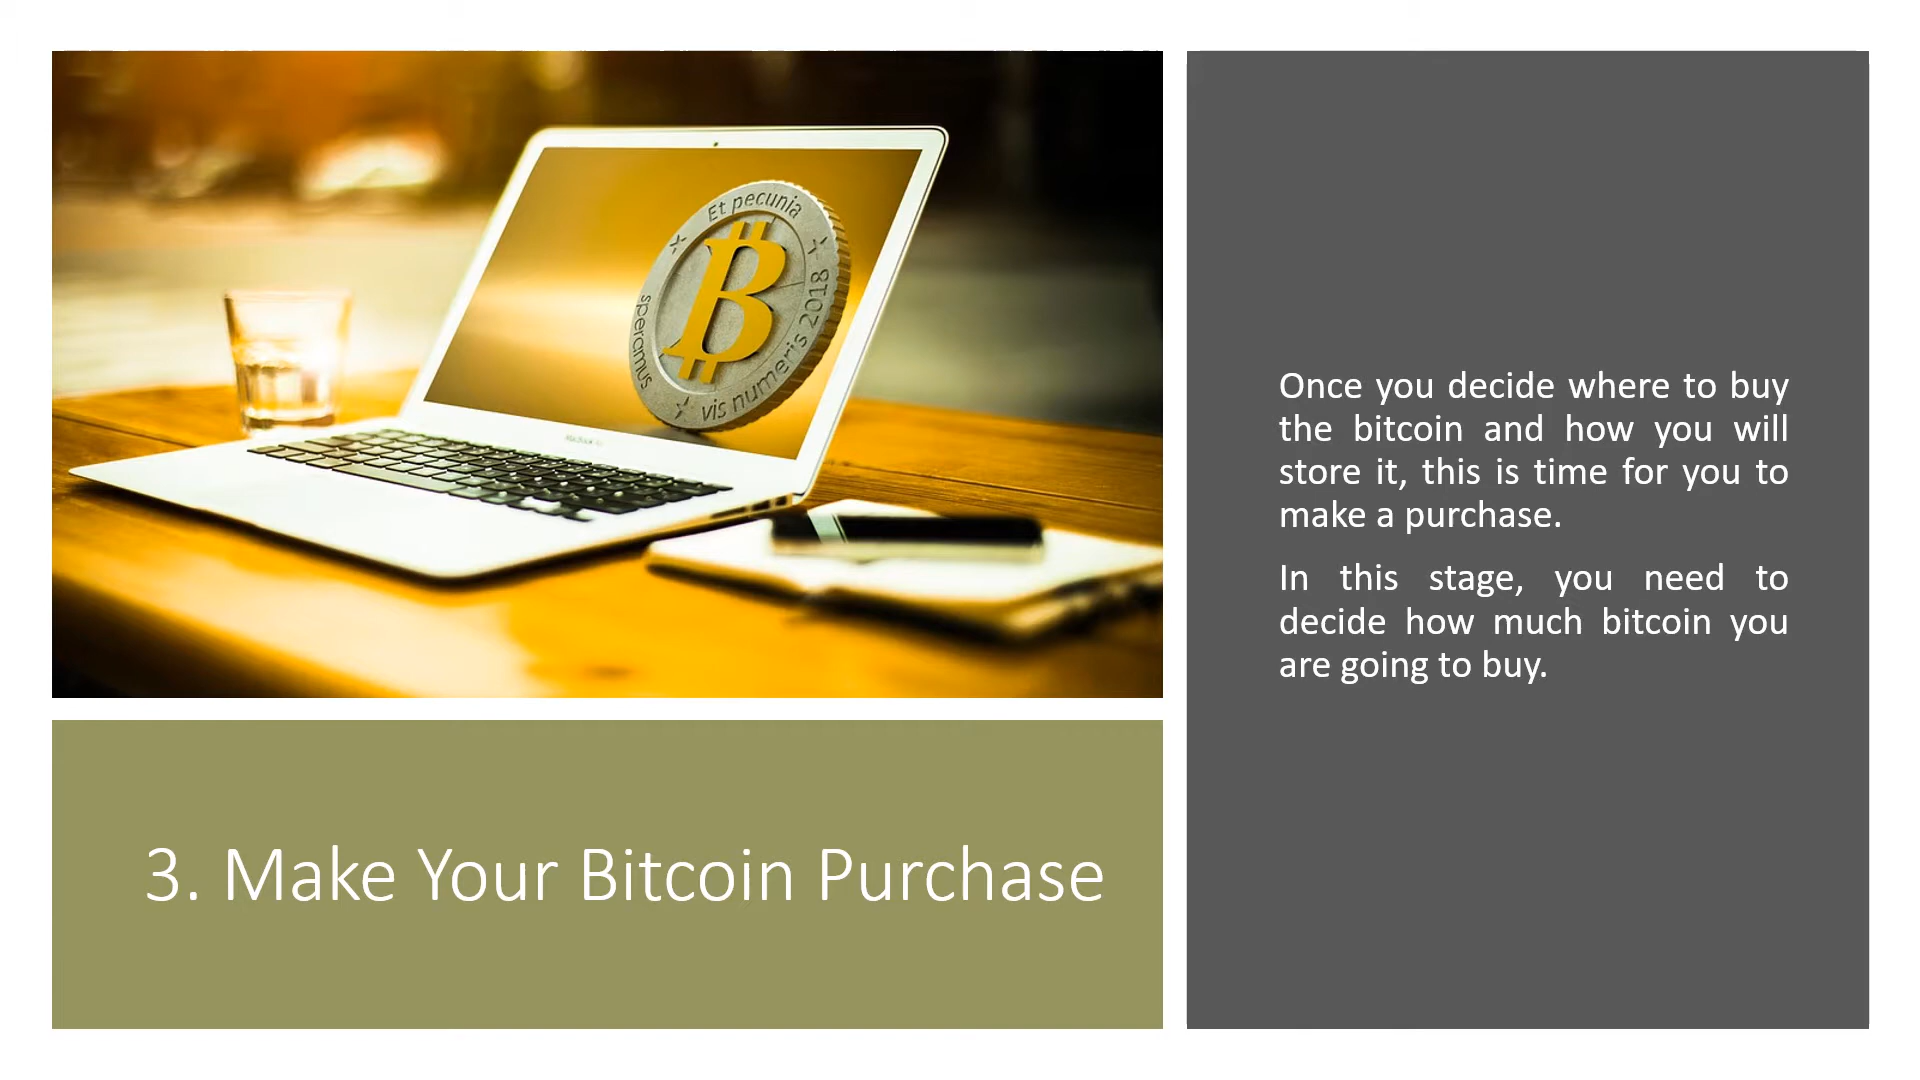 Et pecunia
speramus
vis numeris 2018
3. Make Your Bitcoin Purchase
Once you decide where to buy
the bitcoin and how you will
store it, this is time for you to
make a purchase.
In this stage, you need to
decide how much bitcoin you
are going to buy.